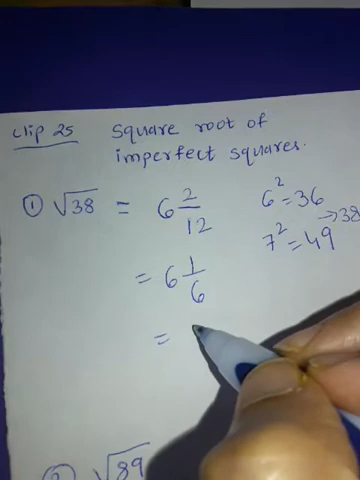 clip 25 Square root of
imperfect squares.
① √38 = 6 2/12
6² = 36
→ 38
7² = 49
= 6 1/6
=
② √89